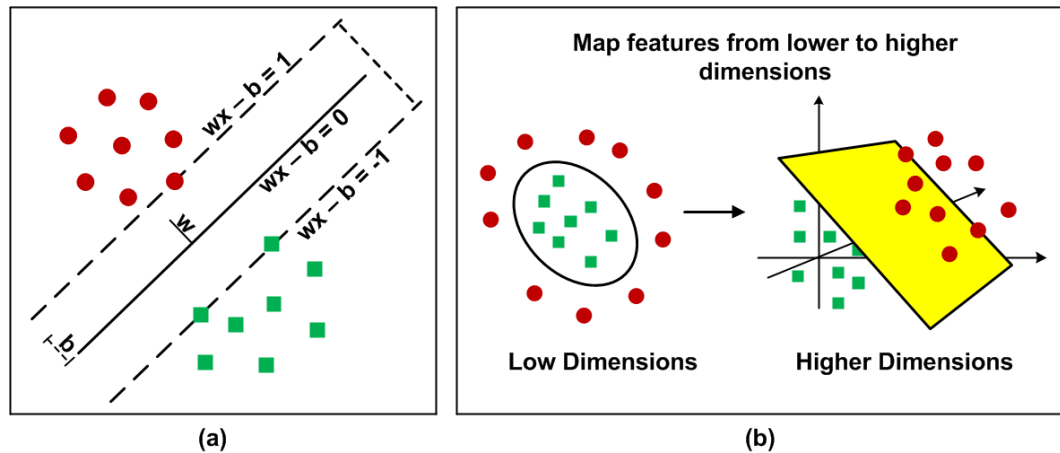 wx – b = 1
wx – b = 0
wx – b = -1
w
b
(a)
Map features from lower to higher
dimensions
Low Dimensions
Higher Dimensions
(b)